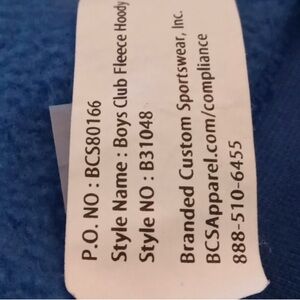 P.O. NO : BCS80166
Style Name : Boys Club Fleece Hoody
Style NO : B31048
Branded Custom Sportswear, Inc.
BCSApparel.com/compliance
888-510-6455